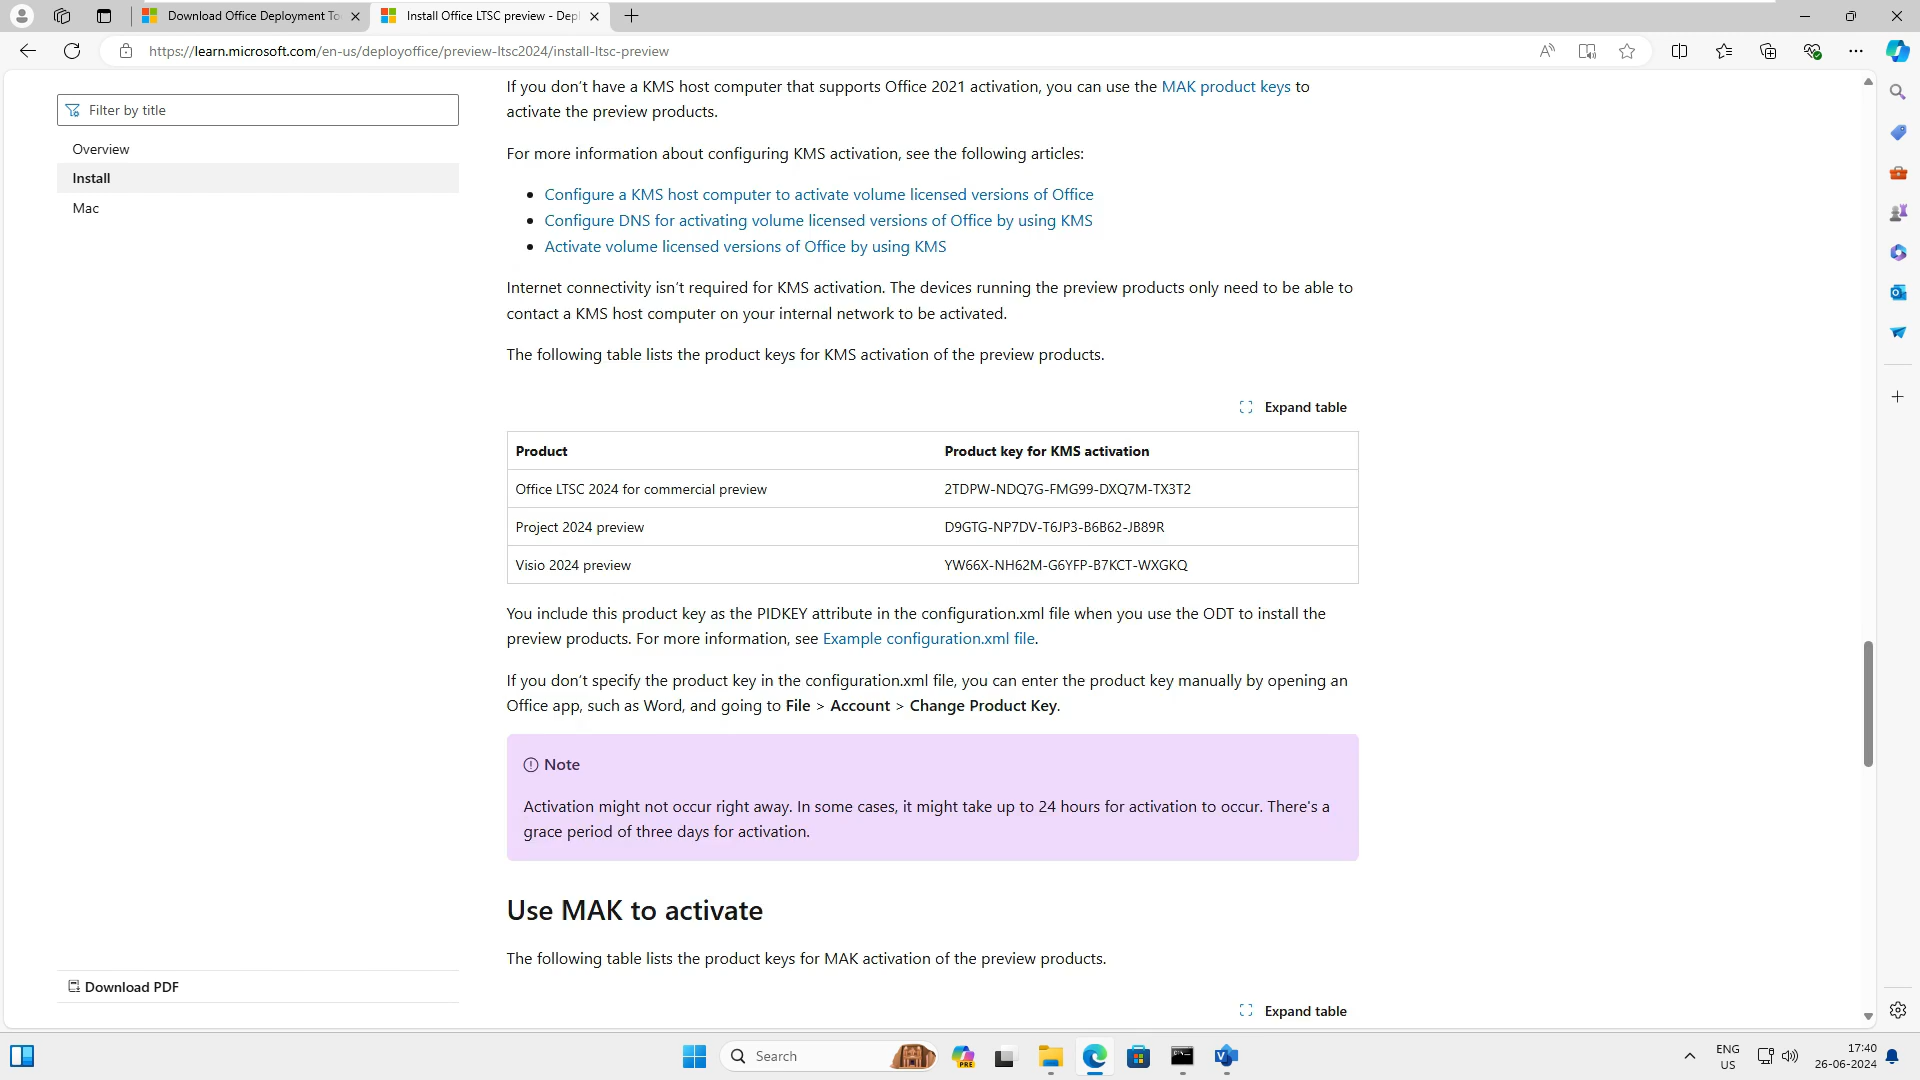 Download Office Deployment To
Install Office LTSC preview - Depl
https://learn.microsoft.com/en-us/deployoffice/preview-ltsc2024/install-ltsc-preview
Filter by title
Overview
Install
Mac
Download PDF
If you don't have a KMS host computer that supports Office 2021 activation, you can use the MAK product keys to
activate the preview products.
For more information about configuring KMS activation, see the following articles:
• Configure a KMS host computer to activate volume licensed versions of Office
• Configure DNS for activating volume licensed versions of Office by using KMS
• Activate volume licensed versions of Office by using KMS
Internet connectivity isn't required for KMS activation. The devices running the preview products only need to be able to
contact a KMS host computer on your internal network to be activated.
The following table lists the product keys for KMS activation of the preview products.
Expand table
Product Product key for KMS activation
Office LTSC 2024 for commercial preview 2TDPW-NDQ7G-FMG99-DXQ7M-TX3T2
Project 2024 preview D9GTG-NP7DV-T6JP3-B6B62-JB89R
Visio 2024 preview YW66X-NH62M-G6YFP-B7KCT-WXGKQ
You include this product key as the PIDKEY attribute in the configuration.xml file when you use the ODT to install the
preview products. For more information, see Example configuration.xml file.
If you don't specify the product key in the configuration.xml file, you can enter the product key manually by opening an
Office app, such as Word, and going to File > Account > Change Product Key.
Note
Activation might not occur right away. In some cases, it might take up to 24 hours for activation to occur. There's a
grace period of three days for activation.
Use MAK to activate
The following table lists the product keys for MAK activation of the preview products.
Expand table
Search
PRE
ENG
US
17:40
26-06-2024